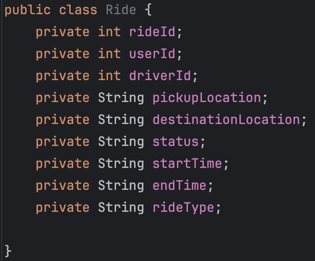 public class Ride {
    private int rideId;
    private int userId;
    private int driverId;
    private String pickupLocation;
    private String destinationLocation;
    private String status;
    private String startTime;
    private String endTime;
    private String rideType;
}